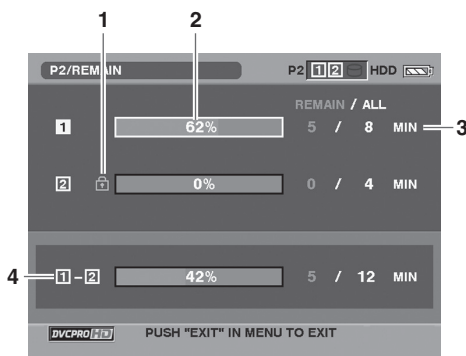 1 2
P2/REMAIN P2 1 2 HDD
REMAIN / ALL
1 62% 5 / 8 MIN 3
2 0% 0 / 4 MIN
4 1-2 42% 5 / 12 MIN
DVCPRO HD PUSH "EXIT" IN MENU TO EXIT